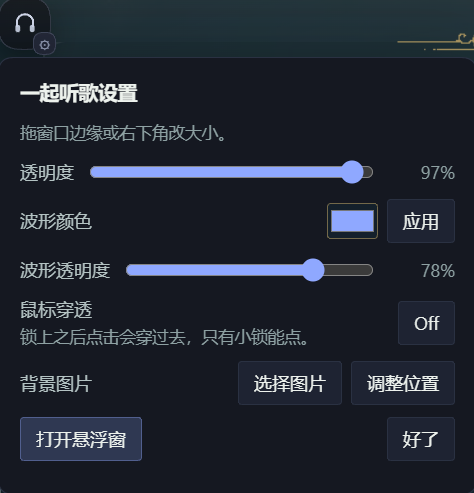 一起听歌设置
拖窗口边缘或右下角改大小。
透明度 97%
波形颜色 应用
波形透明度 78%
鼠标穿透
锁上之后点击会穿过去，只有小锁能点。
Off
背景图片 选择图片 调整位置
打开悬浮窗 好了